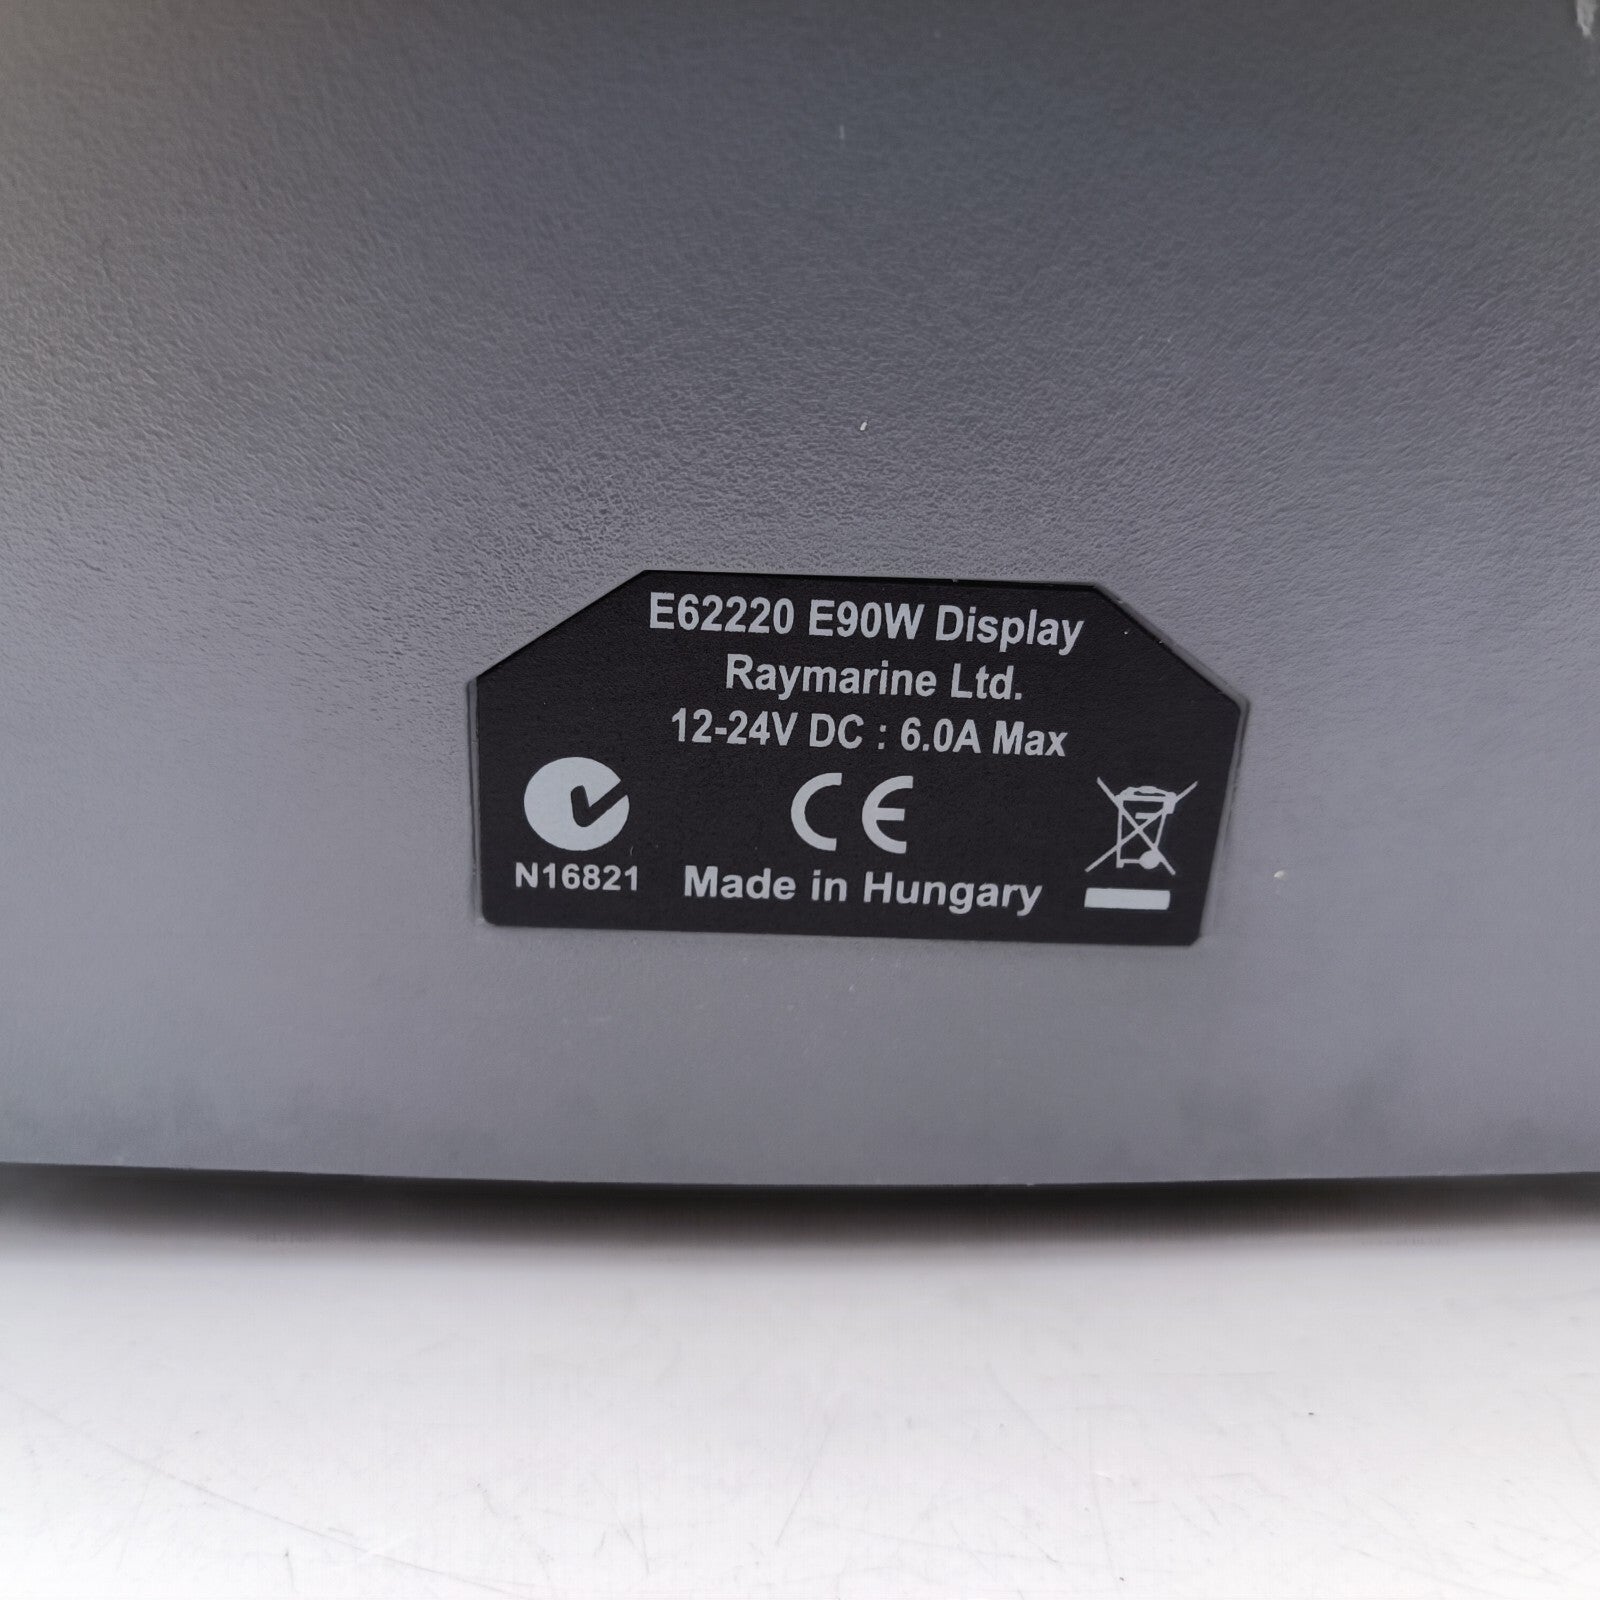 E62220 E90W Display
Raymarine Ltd.
12-24V DC : 6.0A Max
CE
N16821
Made in Hungary